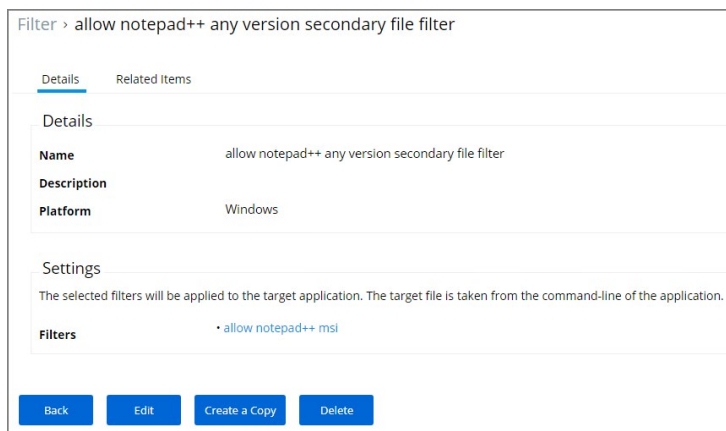 Filter › allow notepad++ any version secondary file filter
Details Related Items
Details
Name allow notepad++ any version secondary file filter
Description
Platform Windows
Settings
The selected filters will be applied to the target application. The target file is taken from the command-line of the application.
Filters • allow notepad++ msi
Back Edit Create a Copy Delete